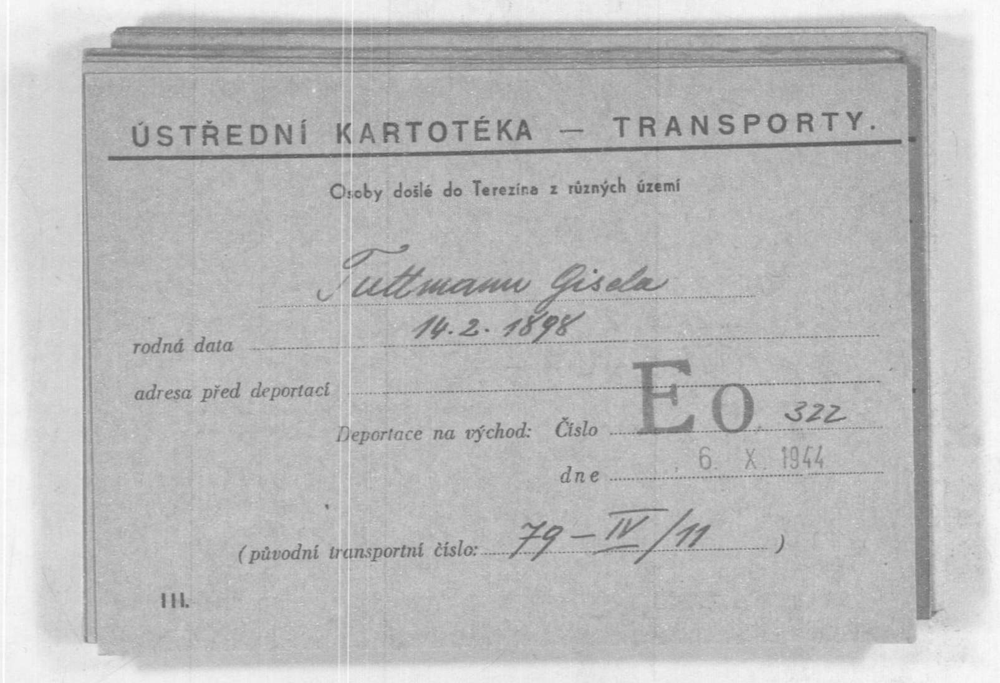 ÚSTŘEDNÍ KARTOTÉKA — TRANSPORTY.
Osoby došlé do Terezína z různých území
Tuttmann Gisela
rodná data 14. 2. 1898
adresa před deportací
Deportace na východ: Číslo Eo 322
dne 6. X. 1944
(původní transportní číslo: 79 – IV/11 )
III.